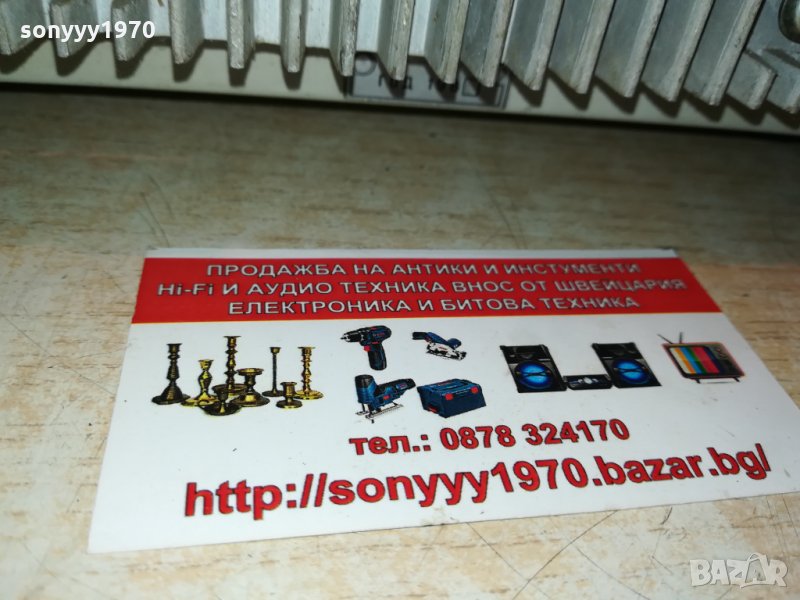 sonyyy1970
ПРОДАЖБА НА АНТИКИ И ИНСТУМЕНТИ
Hi-Fi И АУДИО ТЕХНИКА ВНОС ОТ ШВЕЙЦАРИЯ
ЕЛЕКТРОНИКА И БИТОВА ТЕХНИКА
тел.: 0878 324170
http://sonyyy1970.bazar.bg/
BAZAR
bg